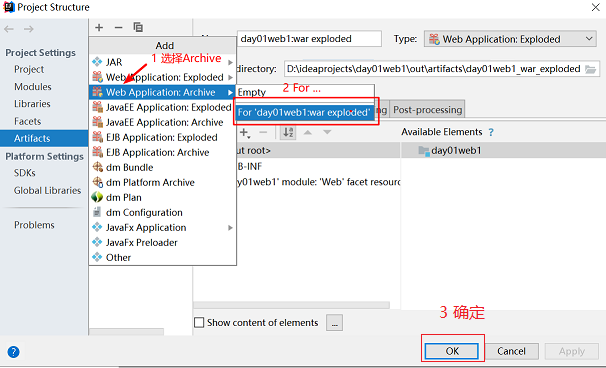 Project Structure
Project Settings
Project
Modules
Libraries
Facets
Artifacts
Platform Settings
SDKs
Global Libraries
Problems
Add
JAR
Web Application: Exploded
Web Application: Archive
JavaEE Application: Exploded
JavaEE Application: Archive
EJB Application: Exploded
EJB Application: Archive
dm Bundle
dm Platform Archive
dm Plan
dm Configuration
JavaFx Application
JavaFx Preloader
Other
1 选择Archive
Empty
For 'day01web1:war exploded'
2 For ...
day01web1:war exploded
Type:
Web Application: Exploded
directory:
D:\ideaprojects\day01web1\out\artifacts\day01web1_war_exploded
Post-processing
Available Elements ?
ut root>
B-INF
y01web1' module: 'Web' facet resourc
day01web1
Show content of elements
...
3 确定
?
OK
Cancel
Apply